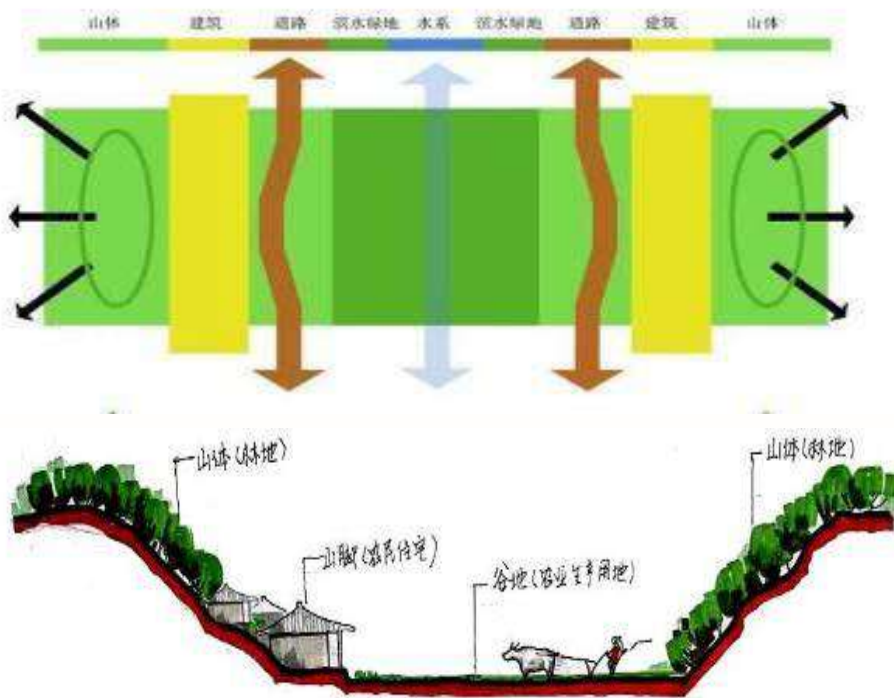 山体 建筑 道路 滨水绿地 水系 滨水绿地 道路 建筑 山体
山体(林地)
山体(林地)
山脚(农民住宅)
谷地(农业生产用地)